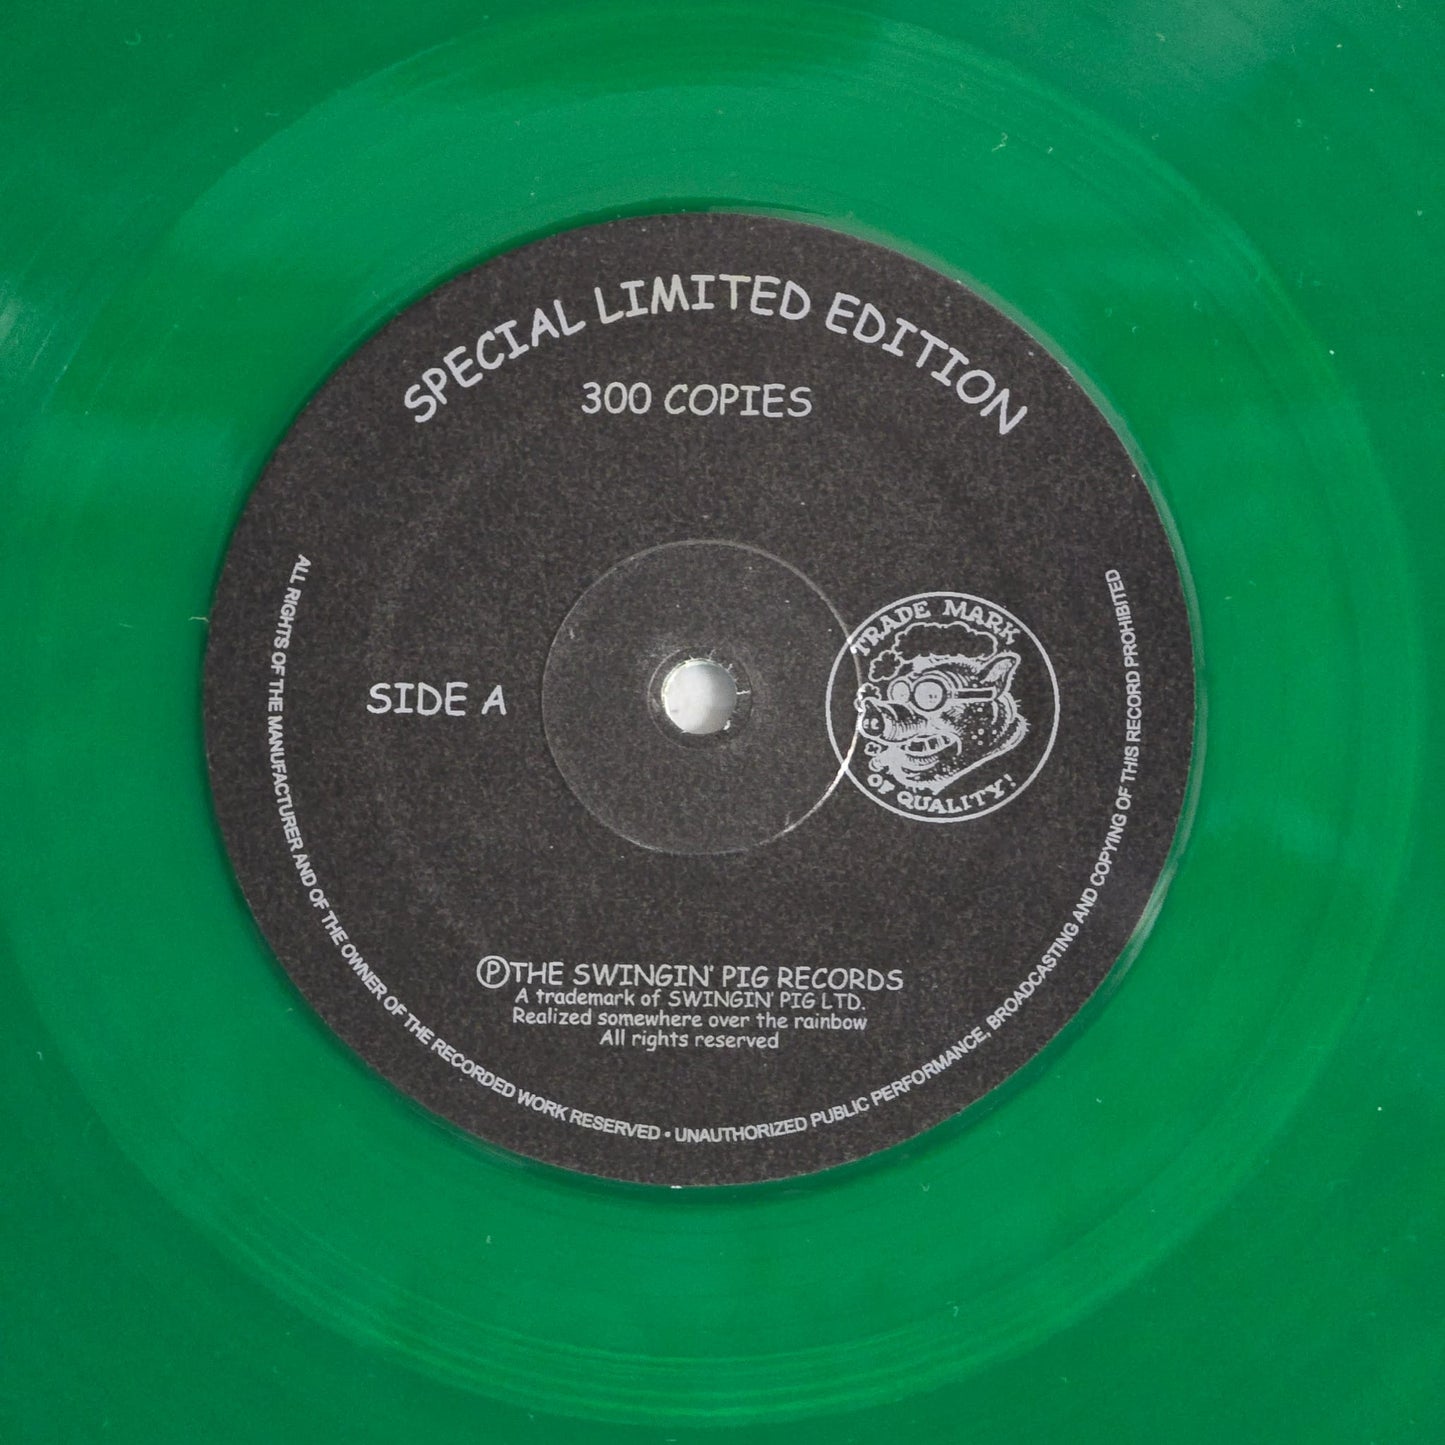 SPECIAL LIMITED EDITION
300 COPIES
SIDE A
TRADE MARK
OF QUALITY!
ⓅTHE SWINGIN' PIG RECORDS
A trademark of SWINGIN' PIG LTD.
Realized somewhere over the rainbow
All rights reserved
ALL RIGHTS OF THE MANUFACTURER AND OF THE OWNER OF THE RECORDED WORK RESERVED • UNAUTHORIZED PUBLIC PERFORMANCE, BROADCASTING AND COPYING OF THIS RECORD PROHIBITED